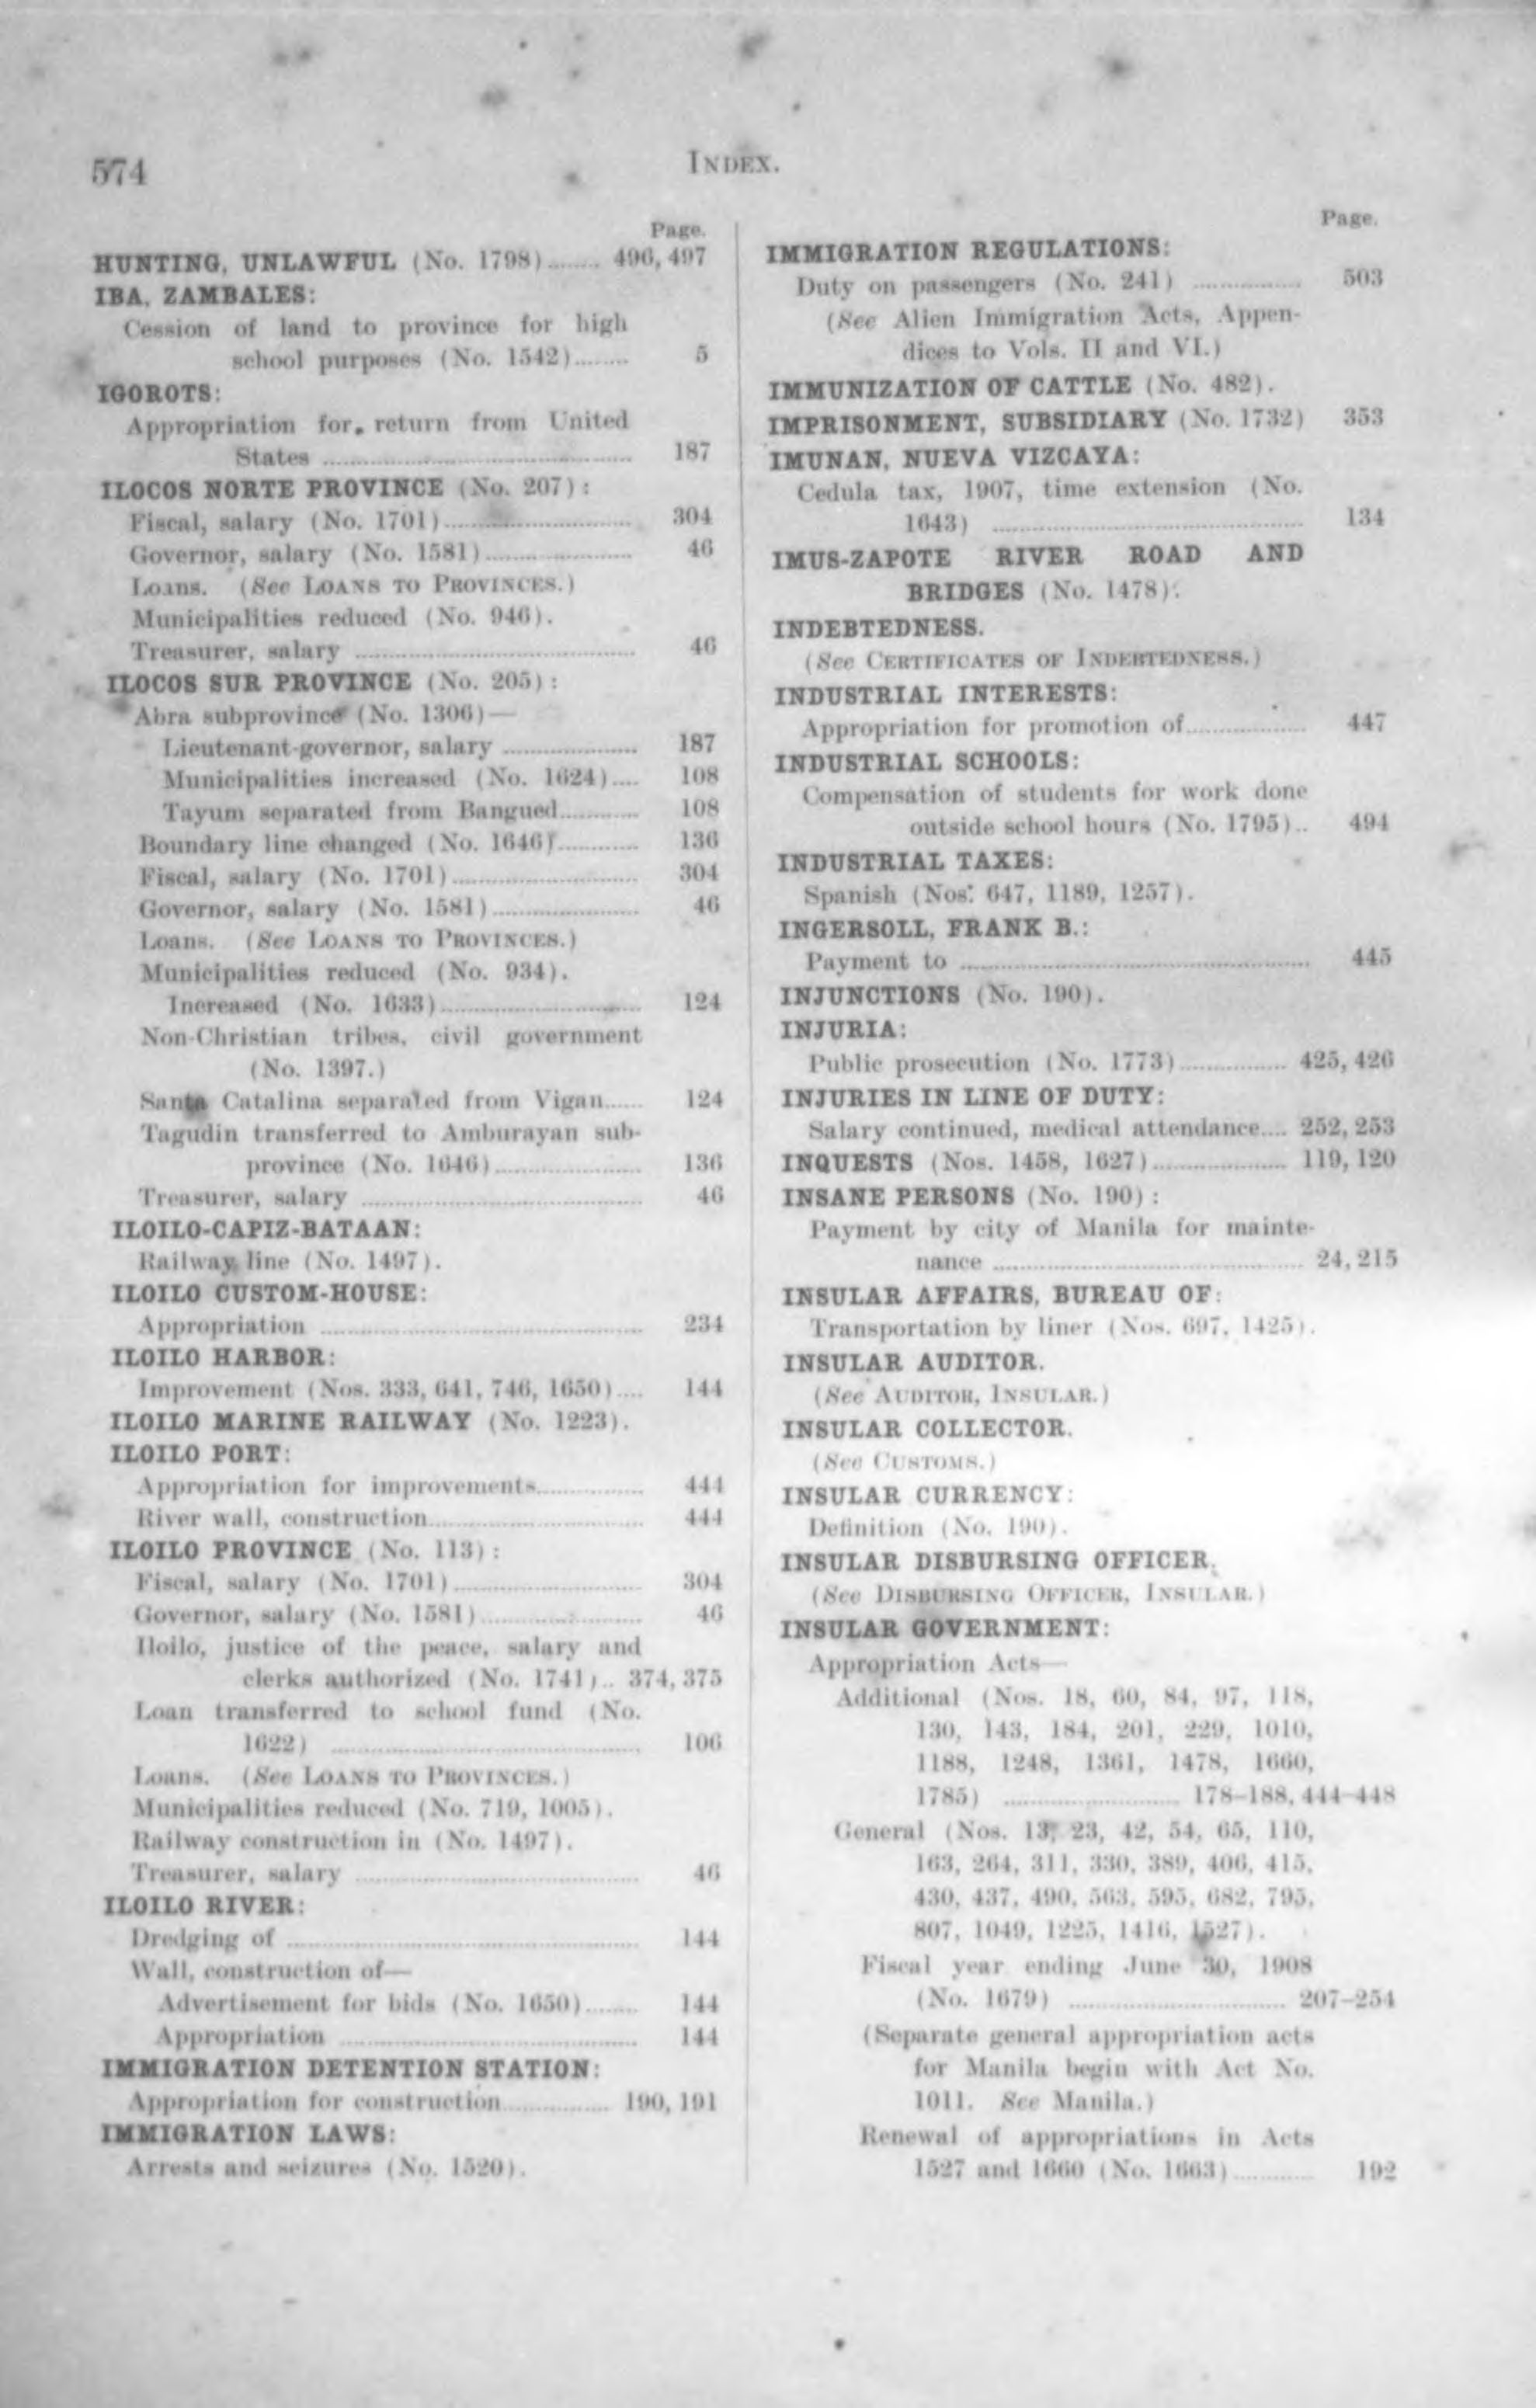 574
INDEX.
Page.
HUNTING, UNLAWFUL (No. 1798)........ 496, 497
IBA, ZAMBALES:
Cession of land to province for high
school purposes (No. 1542)........ 5
IGOROTS:
Appropriation for return from United
States ........ 187
ILOCOS NORTE PROVINCE (No. 207):
Fiscal, salary (No. 1701)........ 304
Governor, salary (No. 1581)........ 46
Loans. (See LOANS TO PROVINCES.)
Municipalities reduced (No. 946).
Treasurer, salary ........ 46
ILOCOS SUR PROVINCE (No. 205):
Abra subprovince (No. 1306)—
Lieutenant-governor, salary ........ 187
Municipalities increased (No. 1624).... 108
Tayum separated from Bangued........ 108
Boundary line changed (No. 1646)........ 136
Fiscal, salary (No. 1701)........ 304
Governor, salary (No. 1581)........ 46
Loans. (See LOANS TO PROVINCES.)
Municipalities reduced (No. 934).
Increased (No. 1633)........ 124
Non-Christian tribes, civil government
(No. 1397.)
Santa Catalina separated from Vigan...... 124
Tagudin transferred to Amburayan sub-
province (No. 1646)........ 136
Treasurer, salary ........ 46
ILOILO-CAPIZ-BATAAN:
Railway line (No. 1497).
ILOILO CUSTOM-HOUSE:
Appropriation ........ 234
ILOILO HARBOR:
Improvement (Nos. 333, 641, 746, 1650).... 144
ILOILO MARINE RAILWAY (No. 1223).
ILOILO PORT:
Appropriation for improvements........ 444
River wall, construction........ 444
ILOILO PROVINCE (No. 113):
Fiscal, salary (No. 1701)........ 304
Governor, salary (No. 1581)........ 46
Iloilo, justice of the peace, salary and
clerks authorized (No. 1741).. 374, 375
Loan transferred to school fund (No.
1622) ........ 106
Loans. (See LOANS TO PROVINCES.)
Municipalities reduced (No. 719, 1005).
Railway construction in (No. 1497).
Treasurer, salary ........ 46
ILOILO RIVER:
Dredging of ........ 144
Wall, construction of—
Advertisement for bids (No. 1650)........ 144
Appropriation ........ 144
IMMIGRATION DETENTION STATION:
Appropriation for construction........ 190, 191
IMMIGRATION LAWS:
Arrests and seizures (No. 1520).
Page.
IMMIGRATION REGULATIONS:
Duty on passengers (No. 241) ........ 503
(See Alien Immigration Acts, Appen-
dices to Vols. II and VI.)
IMMUNIZATION OF CATTLE (No. 482).
IMPRISONMENT, SUBSIDIARY (No. 1732) 353
IMUNAN, NUEVA VIZCAYA:
Cedula tax, 1907, time extension (No.
1643) ........ 134
IMUS-ZAPOTE RIVER ROAD AND
BRIDGES (No. 1478).
INDEBTEDNESS.
(See CERTIFICATES OF INDEBTEDNESS.)
INDUSTRIAL INTERESTS:
Appropriation for promotion of........ 447
INDUSTRIAL SCHOOLS:
Compensation of students for work done
outside school hours (No. 1795).. 494
INDUSTRIAL TAXES:
Spanish (Nos. 647, 1189, 1257).
INGERSOLL, FRANK B.:
Payment to ........ 445
INJUNCTIONS (No. 190).
INJURIA:
Public prosecution (No. 1773)........ 425, 426
INJURIES IN LINE OF DUTY:
Salary continued, medical attendance.... 252, 253
INQUESTS (Nos. 1458, 1627)........ 119, 120
INSANE PERSONS (No. 190):
Payment by city of Manila for mainte-
nance ........ 24, 215
INSULAR AFFAIRS, BUREAU OF:
Transportation by liner (Nos. 697, 1425).
INSULAR AUDITOR.
(See AUDITOR, INSULAR.)
INSULAR COLLECTOR.
(See CUSTOMS.)
INSULAR CURRENCY:
Definition (No. 190).
INSULAR DISBURSING OFFICER.
(See DISBURSING OFFICER, INSULAR.)
INSULAR GOVERNMENT:
Appropriation Acts—
Additional (Nos. 18, 60, 84, 97, 118,
130, 143, 184, 201, 229, 1010,
1188, 1248, 1361, 1478, 1660,
1785) ........ 178-188, 444-448
General (Nos. 13, 23, 42, 54, 65, 110,
163, 264, 311, 330, 389, 406, 415,
430, 437, 490, 563, 595, 682, 795,
807, 1049, 1225, 1416, 1527).
Fiscal year ending June 30, 1908
(No. 1679) ........ 207-254
(Separate general appropriation acts
for Manila begin with Act No.
1011. See Manila.)
Renewal of appropriations in Acts
1527 and 1660 (No. 1663)........ 192